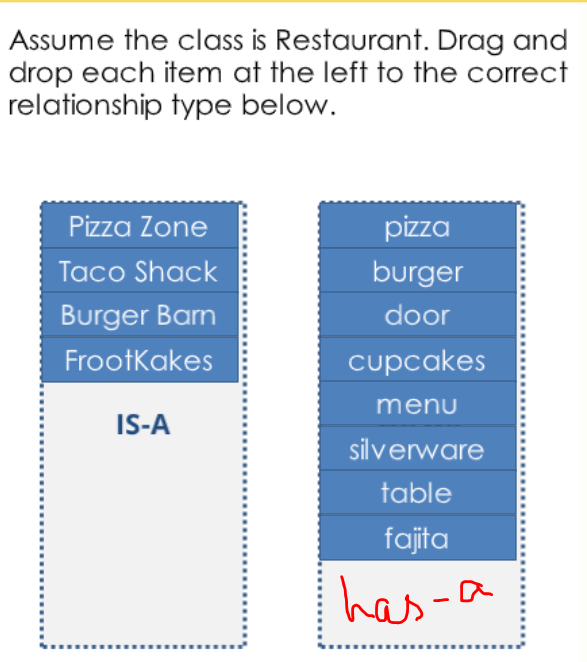 Assume the class is Restaurant. Drag and
drop each item at the left to the correct
relationship type below.
Pizza Zone
Taco Shack
Burger Barn
FrootKakes
IS-A
pizza
burger
door
cupcakes
menu
silverware
table
fajita
has-a